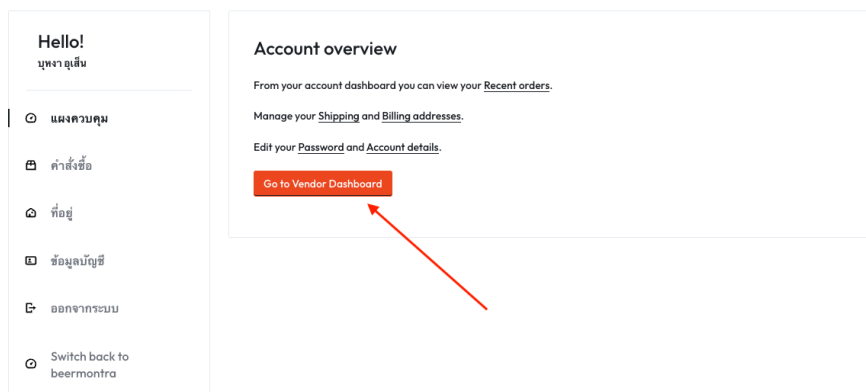 Hello!
บุหงา อุเส็น
แผงควบคุม
คำสั่งซื้อ
ที่อยู่
ข้อมูลบัญชี
ออกจากระบบ
Switch back to
beermontra
Account overview
From your account dashboard you can view your Recent orders.
Manage your Shipping and Billing addresses.
Edit your Password and Account details.
Go to Vendor Dashboard